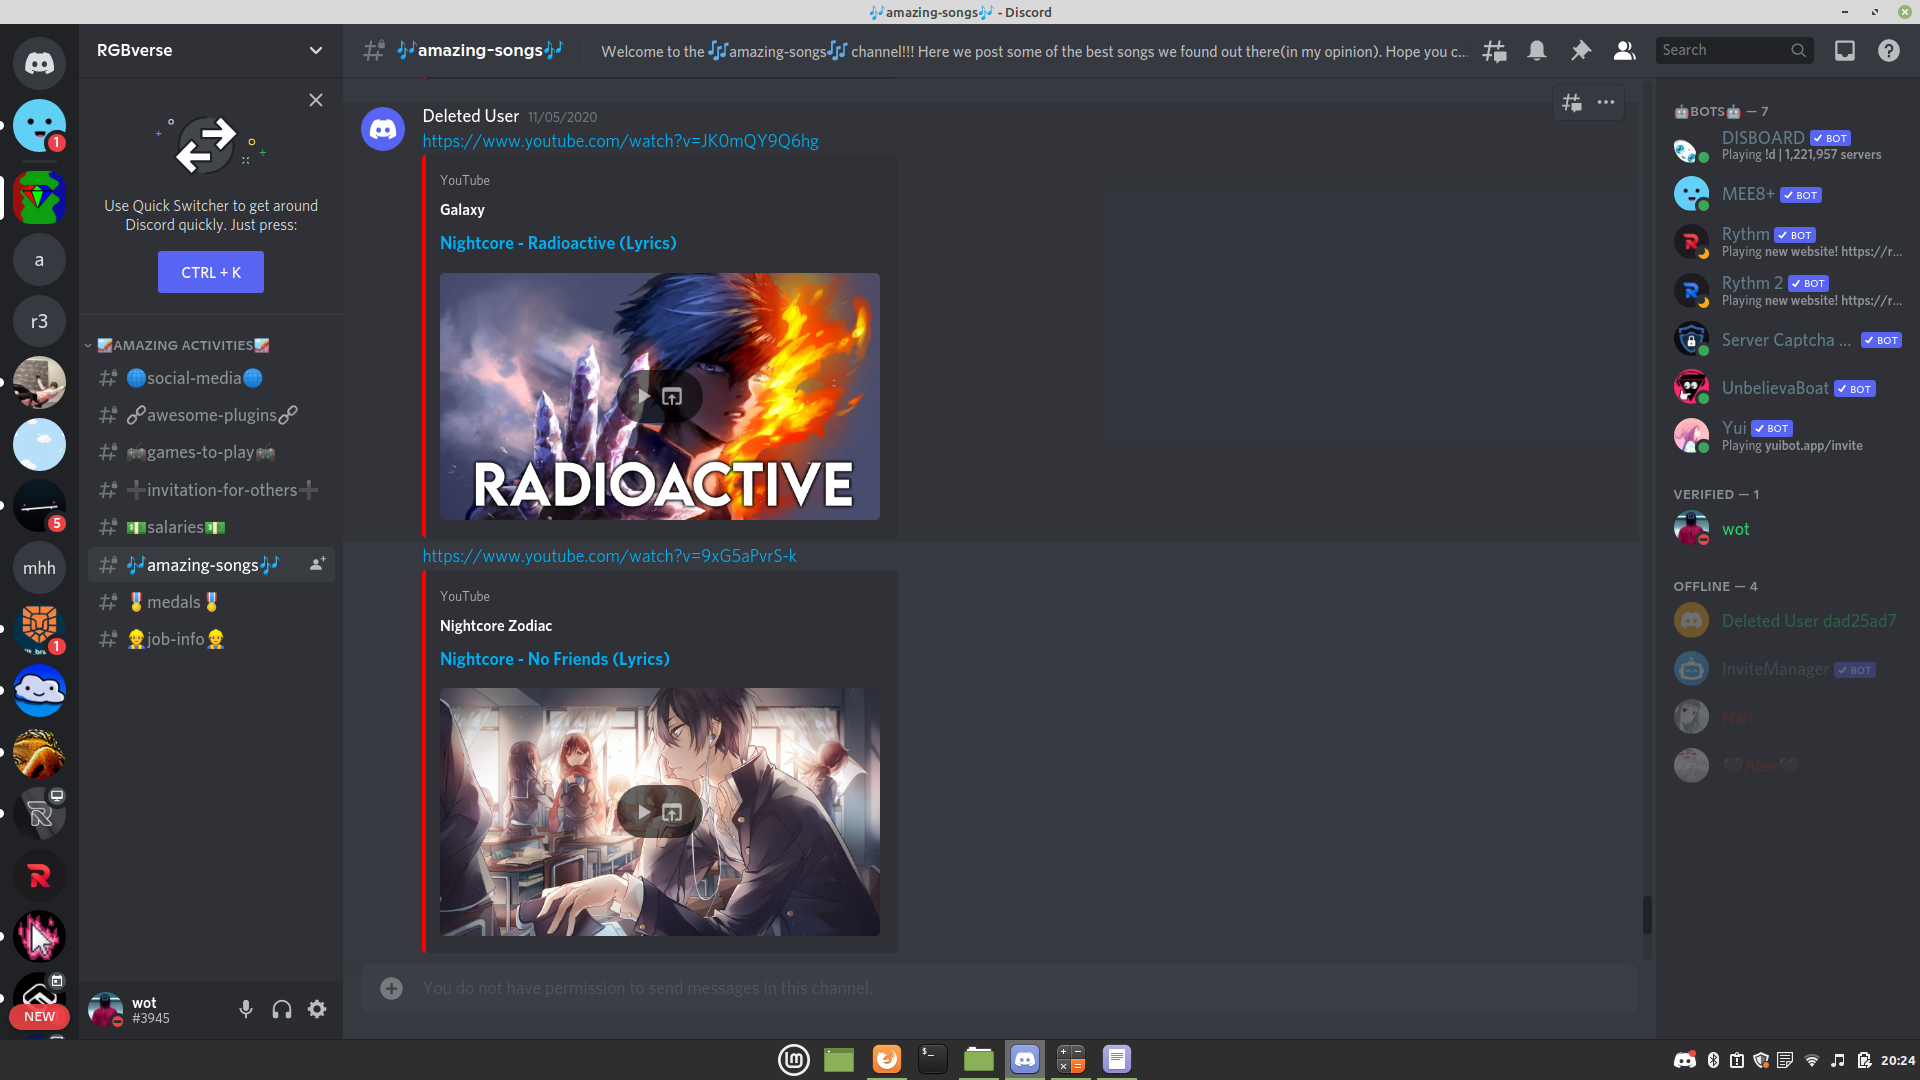 🎶amazing-songs🎶 - Discord
1
a
r3
5
mhh
1
NEW
RGBverse
Use Quick Switcher to get around
Discord quickly. Just press:
CTRL + K
AMAZING ACTIVITIES
🌐social-media🌐
🔗awesome-plugins🔗
🎮games-to-play🎮
➕invitation-for-others➕
💵salaries💵
🎶amazing-songs🎶
🎖️medals🎖️
👷job-info👷
wot
#3945
🎶amazing-songs🎶
Welcome to the 🎶amazing-songs🎶 channel!!! Here we post some of the best songs we found out there(in my opinion). Hope you c...
Search
Deleted User 11/05/2020
https://www.youtube.com/watch?v=JK0mQY9Q6hg
YouTube
Galaxy
Nightcore - Radioactive (Lyrics)
RADIOACTIVE
https://www.youtube.com/watch?v=9xG5aPvrS-k
YouTube
Nightcore Zodiac
Nightcore - No Friends (Lyrics)
You do not have permission to send messages in this channel.
🤖BOTS🤖 — 7
DISBOARD ✓ BOT
Playing !d | 1,221,957 servers
MEE8+ ✓ BOT
Rythm ✓ BOT
Playing new website! https://r...
Rythm 2 ✓ BOT
Playing new website! https://r...
Server Captcha ... ✓ BOT
UnbelievaBoat ✓ BOT
Yui ✓ BOT
Playing yuibot.app/invite
VERIFIED — 1
wot
OFFLINE — 4
Deleted User dad25ad7
InviteManager ✓ BOT
Nafi
🖤Alex🖤
20:24